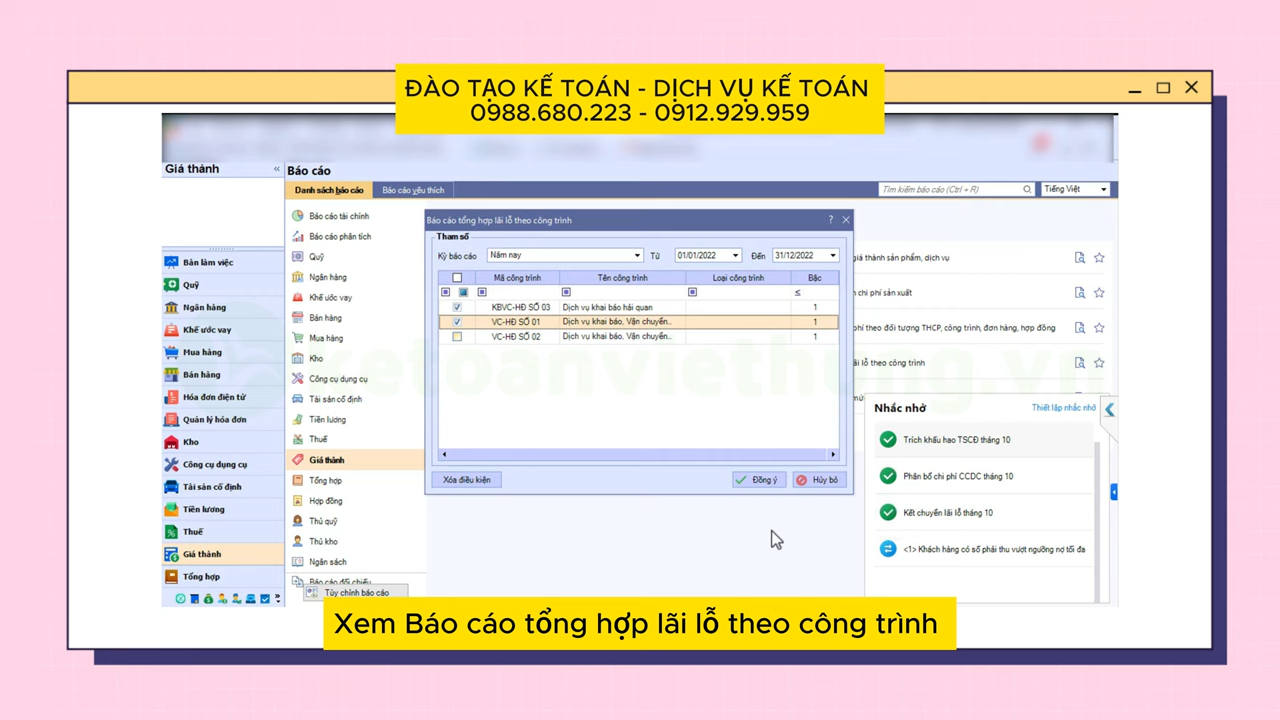 ĐÀO TẠO KẾ TOÁN - DỊCH VỤ KẾ TOÁN
0988.680.223 - 0912.929.959
Giá thành «
Báo cáo
Danh sách báo cáo Báo cáo yêu thích
Tìm kiếm báo cáo (Ctrl + R) Tiếng Việt
Bàn làm việc
Quỹ
Ngân hàng
Khế ước vay
Mua hàng
Bán hàng
Hóa đơn điện tử
Quản lý hóa đơn
Kho
Công cụ dụng cụ
Tài sản cố định
Tiền lương
Thuế
Giá thành
Tổng hợp
Báo cáo tài chính
Báo cáo phân tích
Quỹ
Ngân hàng
Khế ước vay
Bán hàng
Mua hàng
Kho
Công cụ dụng cụ
Tài sản cố định
Tiền lương
Thuế
Giá thành
Tổng hợp
Hợp đồng
Thủ quỹ
Thủ kho
Ngân sách
Báo cáo đối chiếu
Tùy chỉnh báo cáo
Báo cáo tổng hợp lãi lỗ theo công trình ?
Tham số
Kỳ báo cáo Năm nay Từ 01/01/2022 Đến 31/12/2022
Mã công trình Tên công trình Loại công trình Bậc
≤
KBVC-HĐ SỐ 03 Dịch vụ khai báo hải quan 1
VC-HĐ SỐ 01 Dịch vụ khai báo, Vận chuyển... 1
VC-HĐ SỐ 02 Dịch vụ khai báo, Vận chuyển... 1
Xóa điều kiện Đồng ý Hủy bỏ
giá thành sản phẩm, dịch vụ
chi phí sản xuất
phí theo đối tượng THCP, công trình, đơn hàng, hợp đồng
lãi lỗ theo công trình
Nhắc nhở Thiết lập nhắc nhở
Trích khấu hao TSCĐ tháng 10
Phân bổ chi phí CCDC tháng 10
Kết chuyển lãi lỗ tháng 10
<1> Khách hàng có số phải thu vượt ngưỡng nợ tối đa
ketoanviethung.vn
Xem Báo cáo tổng hợp lãi lỗ theo công trình